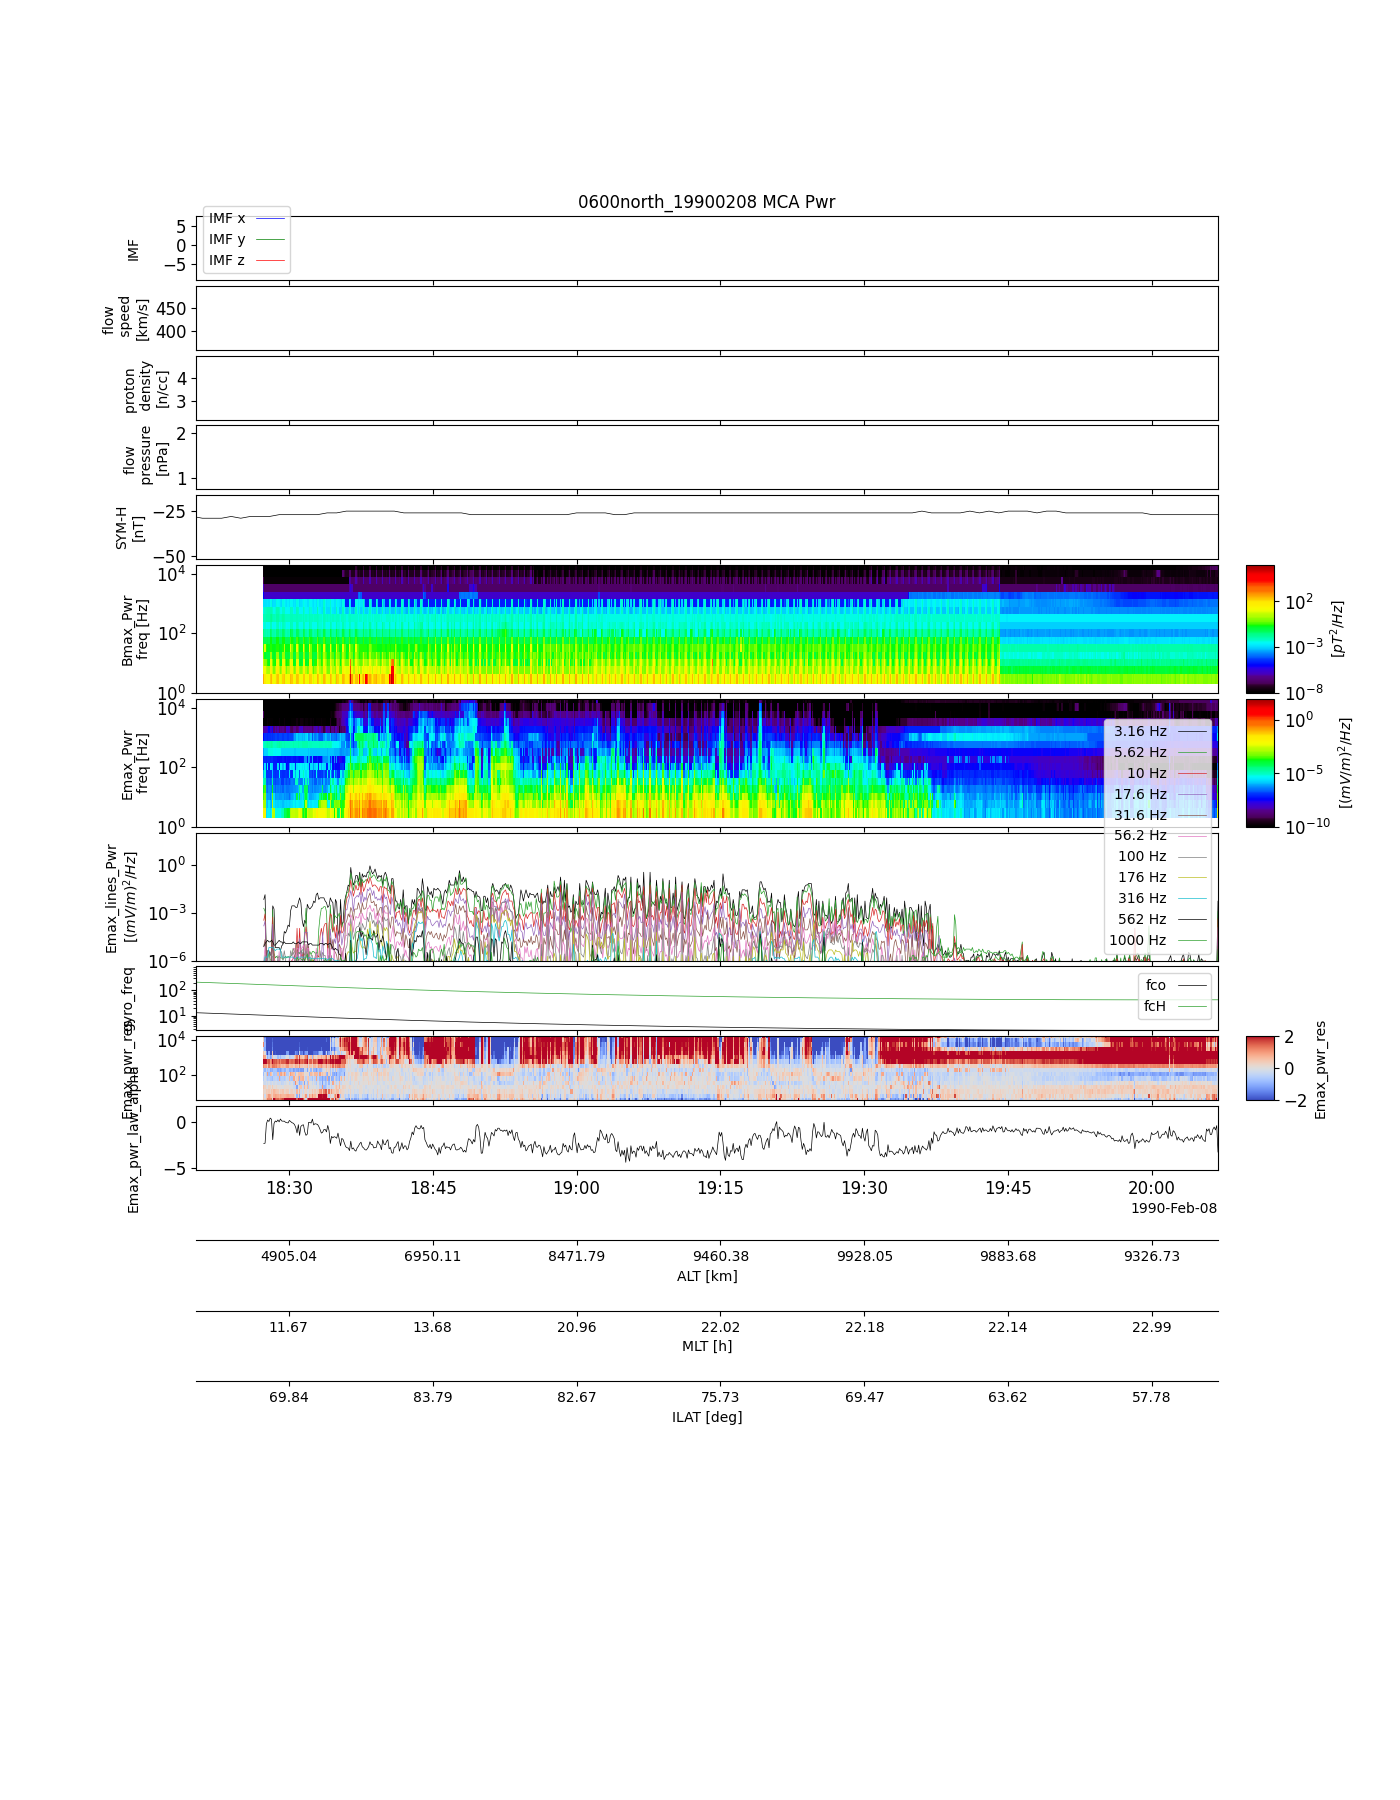 0600north_19900208 MCA Pwr
IMF
5
0
−5
IMF x
IMF y
IMF z
flow
speed
[km/s]
450
400
proton
density
[n/cc]
4
3
flow
pressure
[nPa]
2
1
SYM-H
[nT]
−25
−50
Bmax_Pwr
freq [Hz]
10^4
10^2
10^0
10^2
10^−3
10^−8
[pT^2/Hz]
Emax_Pwr
freq [Hz]
10^4
10^2
10^0
10^0
10^−5
10^−10
[(mV/m)^2/Hz]
3.16 Hz
5.62 Hz
10 Hz
17.6 Hz
31.6 Hz
56.2 Hz
100 Hz
176 Hz
316 Hz
562 Hz
1000 Hz
Emax_lines_Pwr
[(mV/m)^2/Hz]
10^0
10^−3
10^−6
gyro_freq
10^2
10^1
fco
fcH
Emax_pwr_res
10^4
10^2
2
0
−2
Emax_pwr_res
Emax_pwr_law_alpha
0
−5
18:30 18:45 19:00 19:15 19:30 19:45 20:00
1990-Feb-08
4905.04 6950.11 8471.79 9460.38 9928.05 9883.68 9326.73
ALT [km]
11.67 13.68 20.96 22.02 22.18 22.14 22.99
MLT [h]
69.84 83.79 82.67 75.73 69.47 63.62 57.78
ILAT [deg]